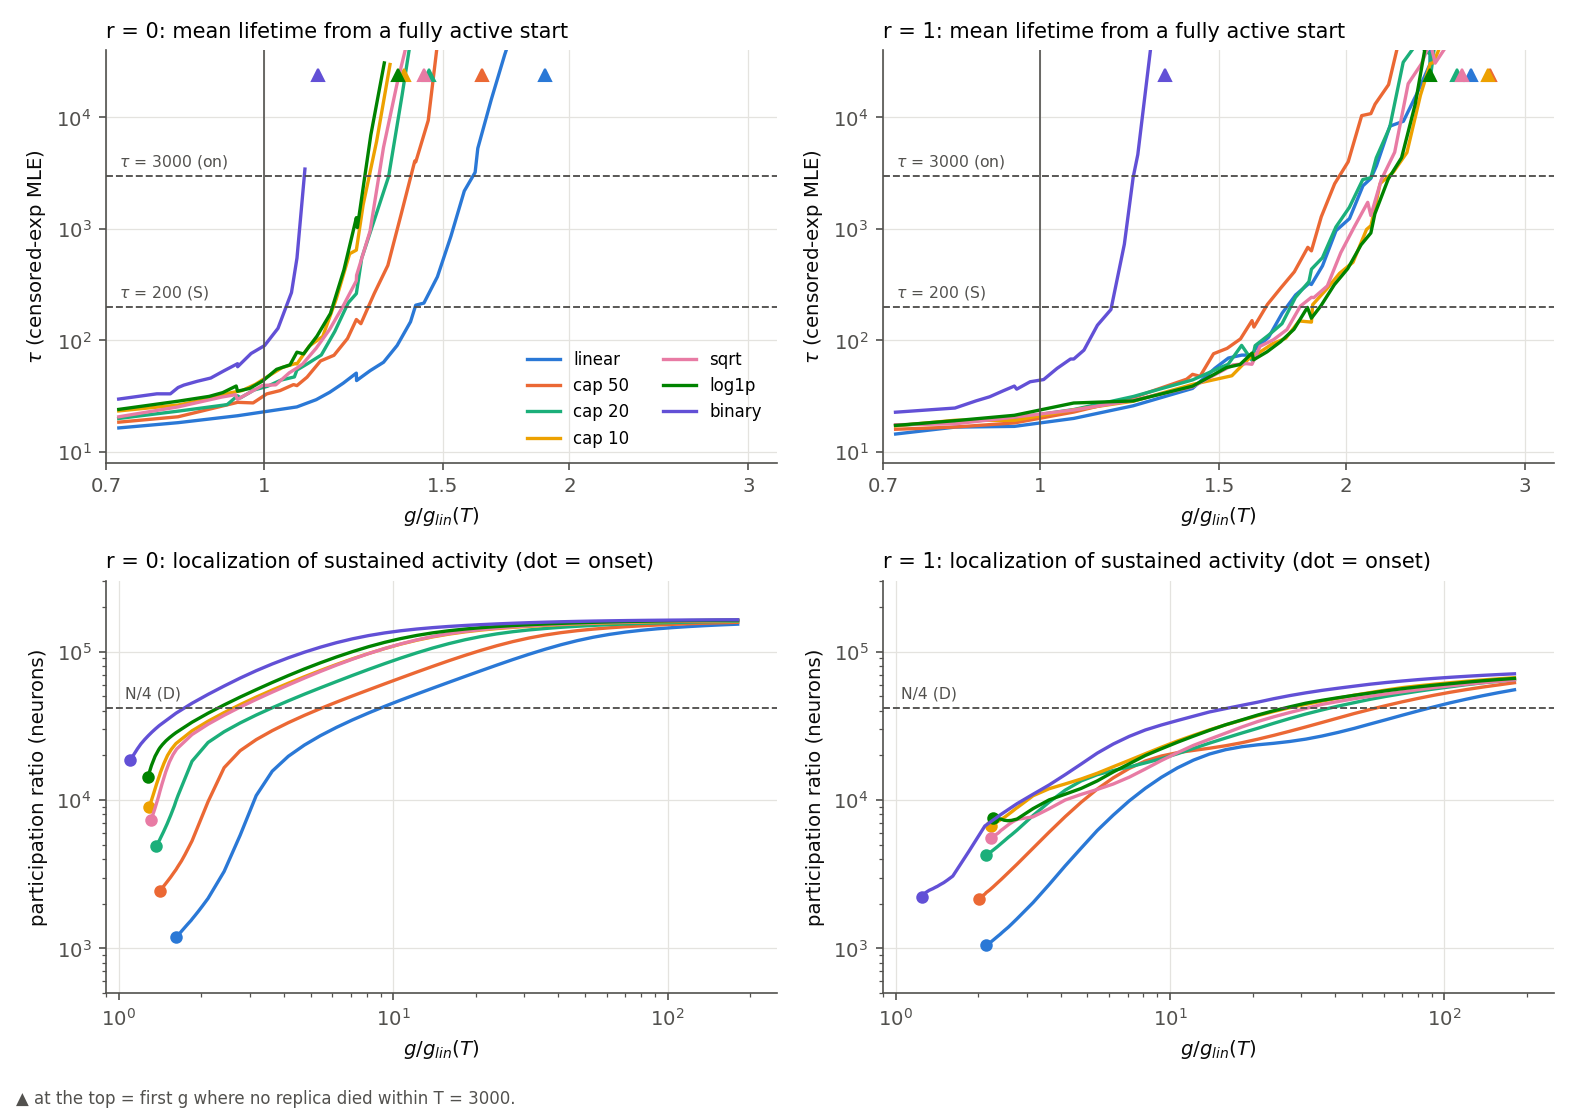 r = 0: mean lifetime from a fully active start
r = 1: mean lifetime from a fully active start
τ (censored-exp MLE)
10⁴
10³
10²
10¹
τ = 3000 (on)
τ = 200 (S)
linear
cap 50
cap 20
cap 10
sqrt
log1p
binary
0.7
1
1.5
2
3
g/g_lin(T)
τ (censored-exp MLE)
10⁴
10³
10²
10¹
τ = 3000 (on)
τ = 200 (S)
0.7
1
1.5
2
3
g/g_lin(T)
r = 0: localization of sustained activity (dot = onset)
r = 1: localization of sustained activity (dot = onset)
participation ratio (neurons)
10⁵
10⁴
10³
N/4 (D)
10⁰
10¹
10²
g/g_lin(T)
participation ratio (neurons)
10⁵
10⁴
10³
N/4 (D)
10⁰
10¹
10²
g/g_lin(T)
▲ at the top = first g where no replica died within T = 3000.